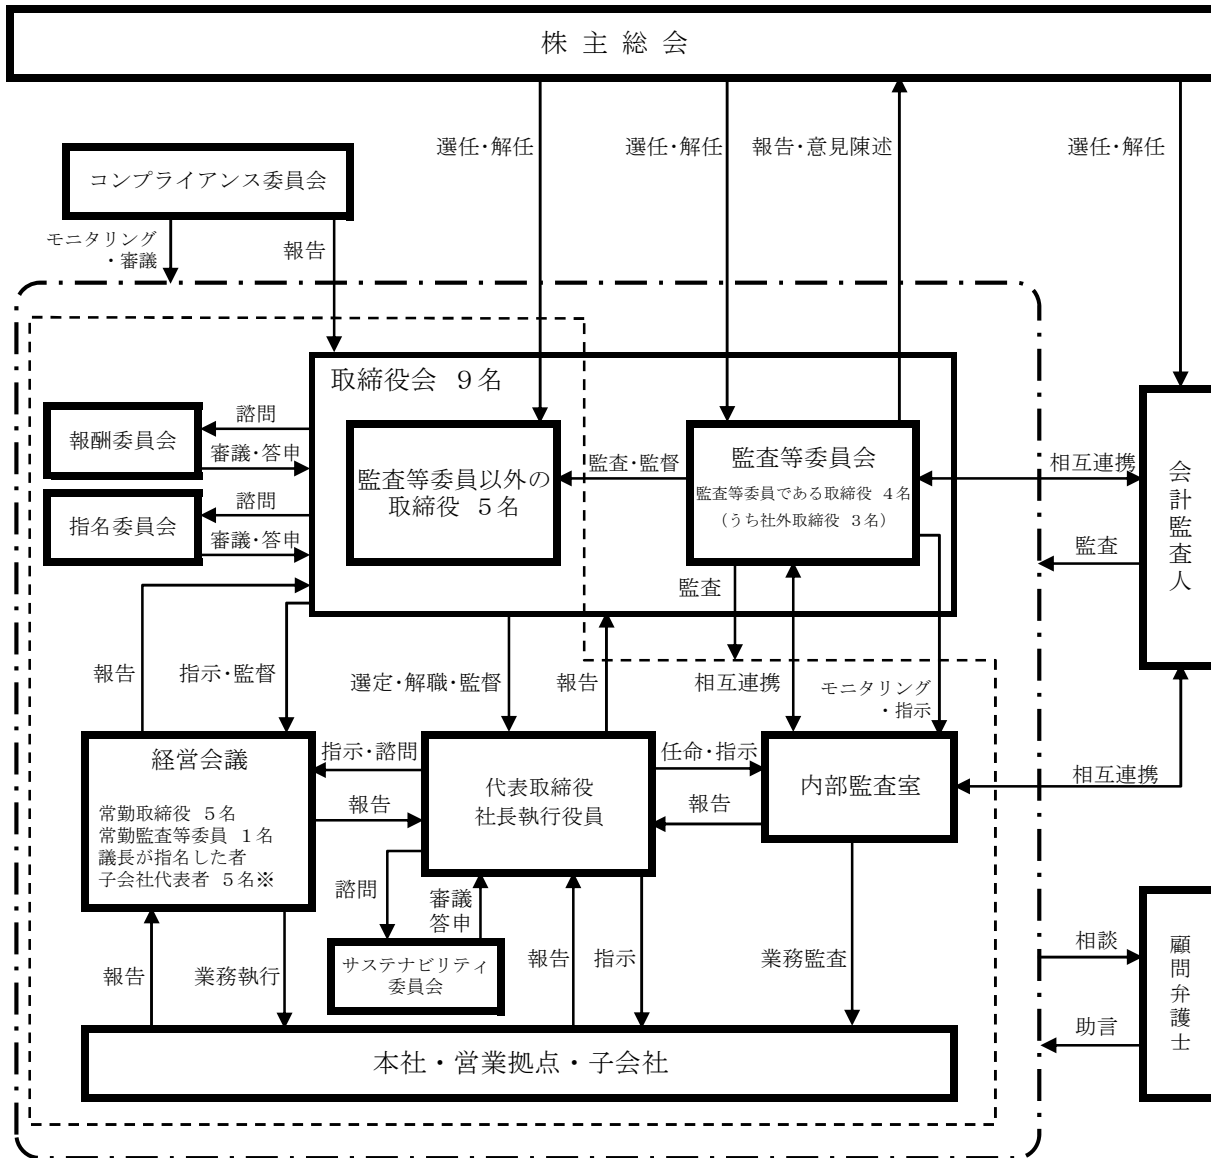 株主総会
選任・解任
選任・解任
報告・意見陳述
選任・解任
コンプライアンス委員会
モニタリング
・審議
報告
取締役会 9名
報酬委員会
諮問
審議・答申
指名委員会
諮問
審議・答申
監査等委員以外の
取締役 5名
監査・監督
監査等委員会
監査等委員である取締役 4名
(うち社外取締役 3名)
相互連携
会計監査人
監査
監査
報告
指示・監督
選定・解職・監督
報告
相互連携
モニタリング
・指示
経営会議
常勤取締役 5名
常勤監査等委員 1名
議長が指名した者
子会社代表者 5名※
指示・諮問
報告
代表取締役
社長執行役員
任命・指示
報告
内部監査室
相互連携
諮問
審議
答申
サステナビリティ
委員会
報告
業務執行
報告
指示
業務監査
相談
助言
顧問弁護士
本社・営業拠点・子会社